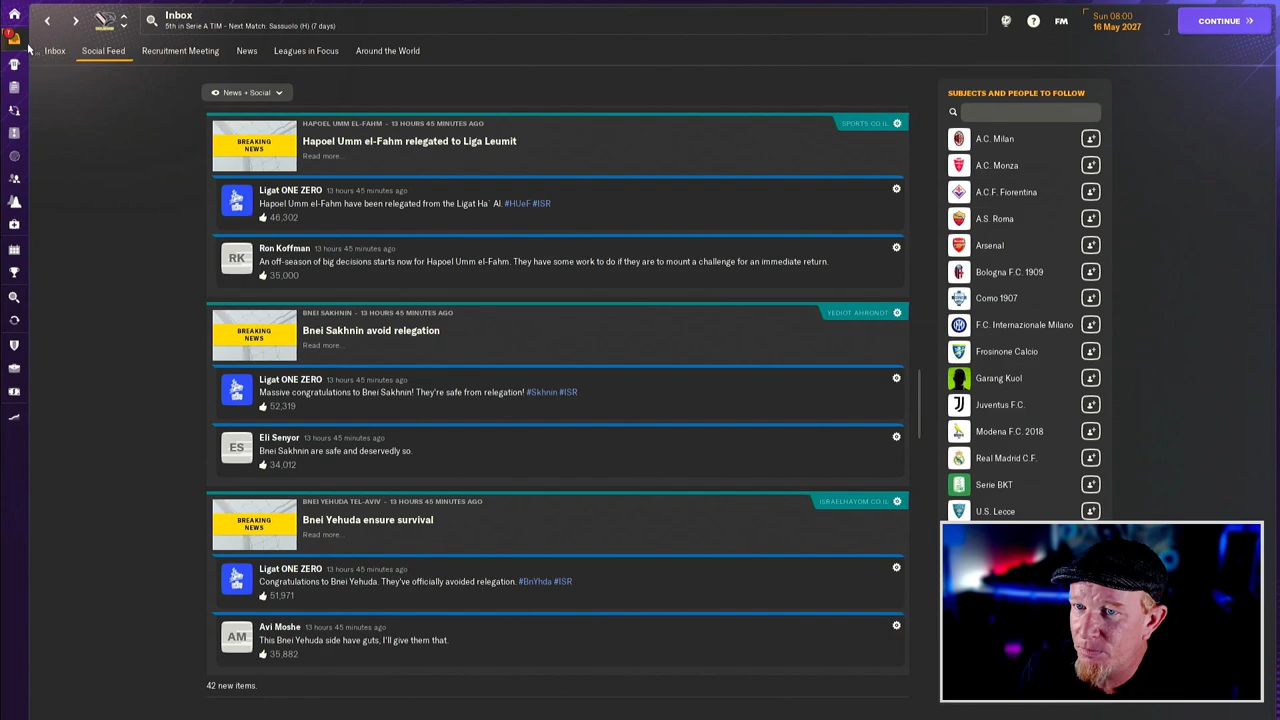 Inbox
5th in Serie A TIM - Next Match: Sassuolo (H) (7 days)
FM
Sun 08:00
16 May 2027
CONTINUE
Inbox
Social Feed
Recruitment Meeting
News
Leagues in Focus
Around the World
News + Social
HAPOEL UMM EL-FAHM - 13 HOURS 45 MINUTES AGO
SPORT5.CO.IL
BREAKING
NEWS
Hapoel Umm el-Fahm relegated to Liga Leumit
Read more...
Ligat ONE ZERO 13 hours 45 minutes ago
Hapoel Umm el-Fahm have been relegated from the Ligat Ha` Al. #HUeF #ISR
46,302
RK
Ron Koffman 13 hours 45 minutes ago
An off-season of big decisions starts now for Hapoel Umm el-Fahm. They have some work to do if they are to mount a challenge for an immediate return.
35,000
BNEI SAKHNIN - 13 HOURS 45 MINUTES AGO
YEDIOT AHRONOT
BREAKING
NEWS
Bnei Sakhnin avoid relegation
Read more...
Ligat ONE ZERO 13 hours 45 minutes ago
Massive congratulations to Bnei Sakhnin! They're safe from relegation! #Skhnin #ISR
52,319
ES
Eli Senyor 13 hours 45 minutes ago
Bnei Sakhnin are safe and deservedly so.
34,012
BNEI YEHUDA TEL-AVIV - 13 HOURS 45 MINUTES AGO
ISRAELHAYOM.CO.IL
BREAKING
NEWS
Bnei Yehuda ensure survival
Read more...
Ligat ONE ZERO 13 hours 45 minutes ago
Congratulations to Bnei Yehuda. They've officially avoided relegation. #BnYhda #ISR
51,971
AM
Avi Moshe 13 hours 45 minutes ago
This Bnei Yehuda side have guts, I'll give them that.
35,882
42 new items.
SUBJECTS AND PEOPLE TO FOLLOW
A.C. Milan
A.C. Monza
A.C.F. Fiorentina
A.S. Roma
Arsenal
Bologna F.C. 1909
Como 1907
F.C. Internazionale Milano
Frosinone Calcio
Garang Kuol
Juventus F.C.
Modena F.C. 2018
Real Madrid C.F.
Serie BKT
U.S. Lecce